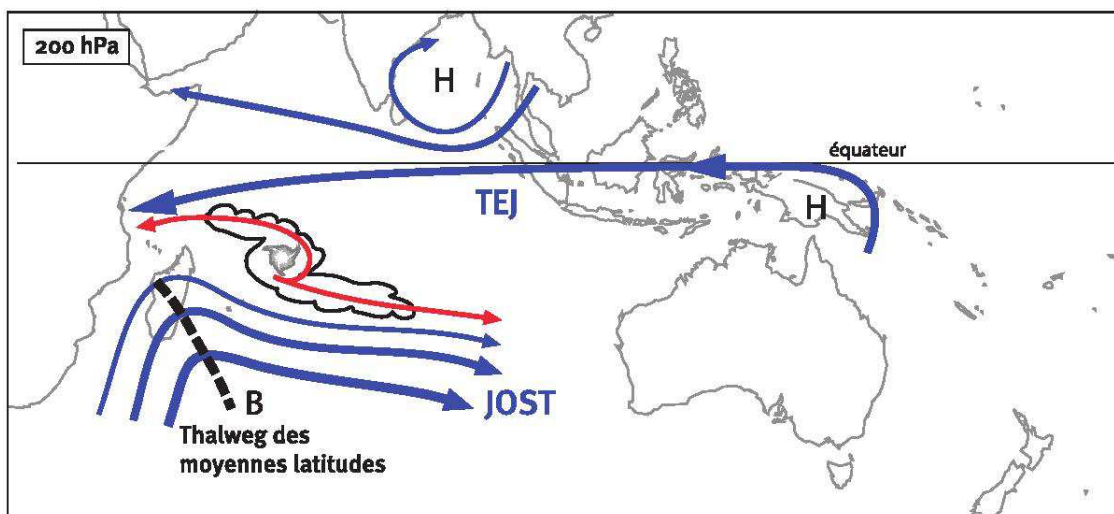 200 hPa
H
équateur
TEJ
H
B
JOST
Thalweg des
moyennes latitudes